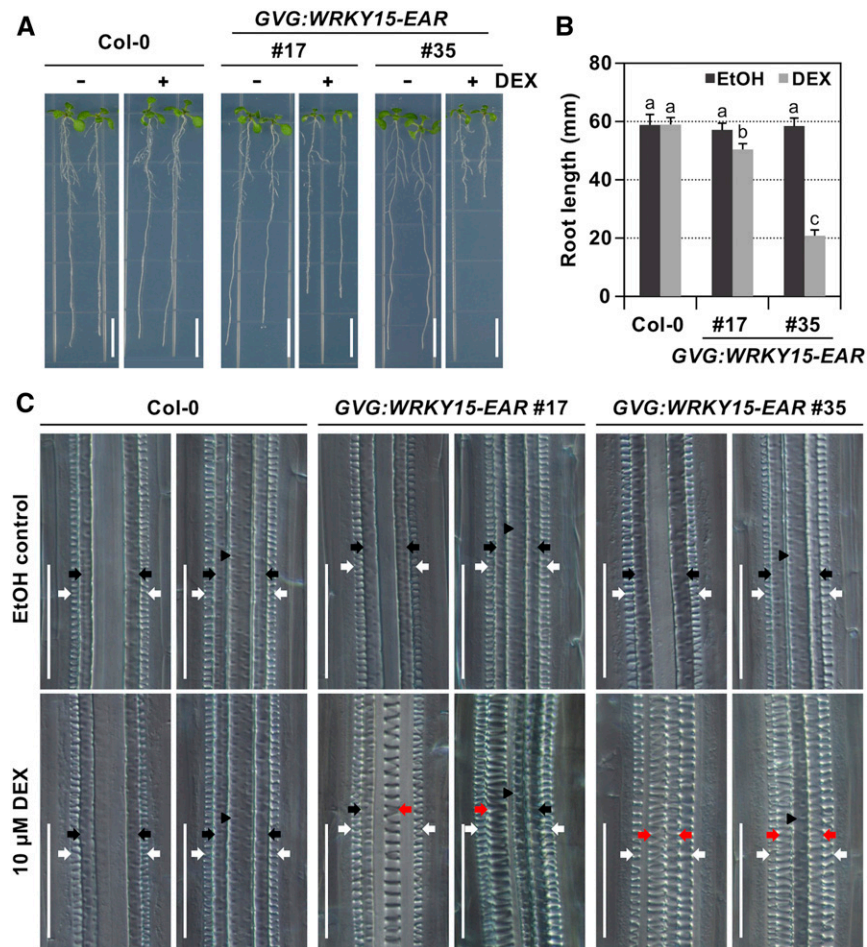 A
GVG:WRKY15-EAR
Col-0
#17
#35
- + - + - + DEX
B
80
60
40
20
0
Root length (mm)
EtOH DEX
a a a b a c
Col-0 #17 #35
GVG:WRKY15-EAR
C
Col-0
GVG:WRKY15-EAR #17
GVG:WRKY15-EAR #35
EtOH control
10 µM DEX